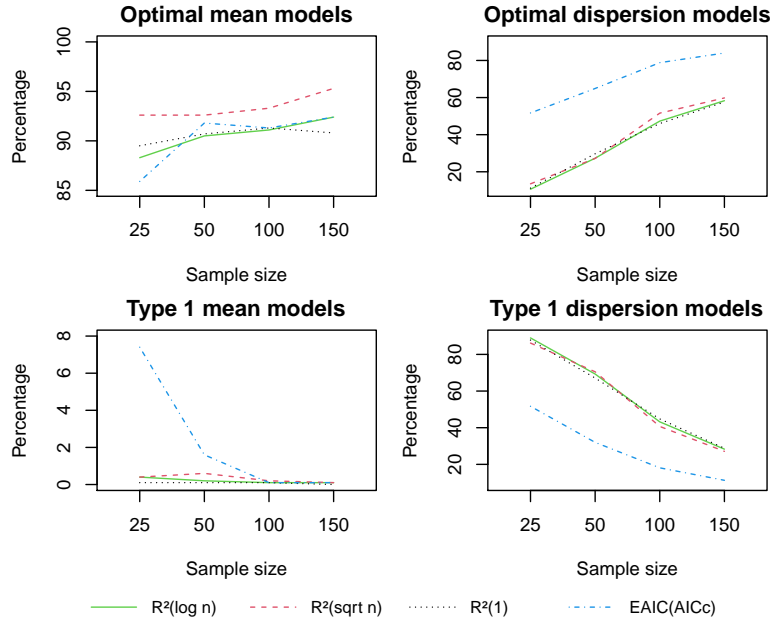 Optimal mean models
Percentage
100
95
90
85
25 50 100 150
Sample size
Optimal dispersion models
Percentage
80
60
40
20
25 50 100 150
Sample size
Type 1 mean models
Percentage
8
6
4
2
0
25 50 100 150
Sample size
Type 1 dispersion models
Percentage
80
60
40
20
25 50 100 150
Sample size
R²(log n) R²(sqrt n) R²(1) EAIC(AICc)